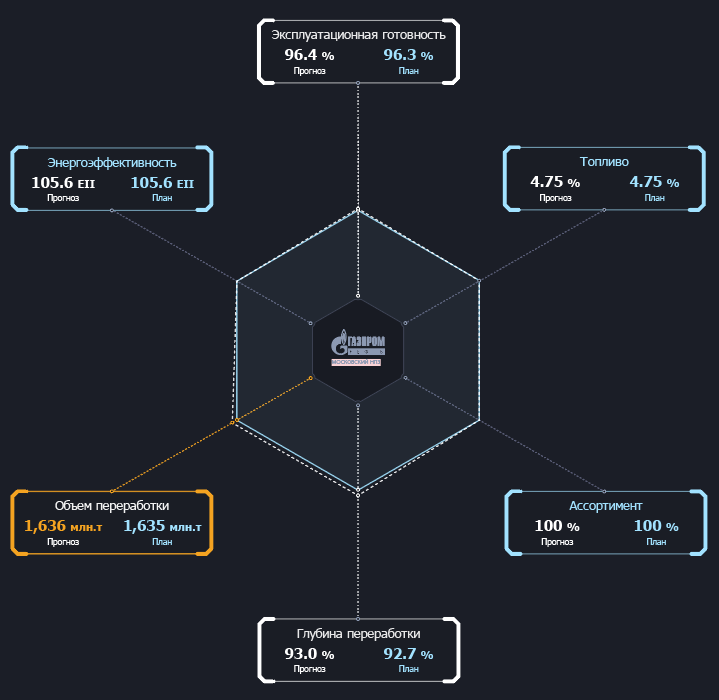 Эксплуатационная готовность
96.4 % 96.3 %
Прогноз План
Энергоэффективность
105.6 EII 105.6 EII
Прогноз План
Топливо
4.75 % 4.75 %
Прогноз План
ГАЗПРОМ
МОСКОВСКИЙ НПЗ
Объем переработки
1,636 млн.т 1,635 млн.т
Прогноз План
Ассортимент
100 % 100 %
Прогноз План
Глубина переработки
93.0 % 92.7 %
Прогноз План